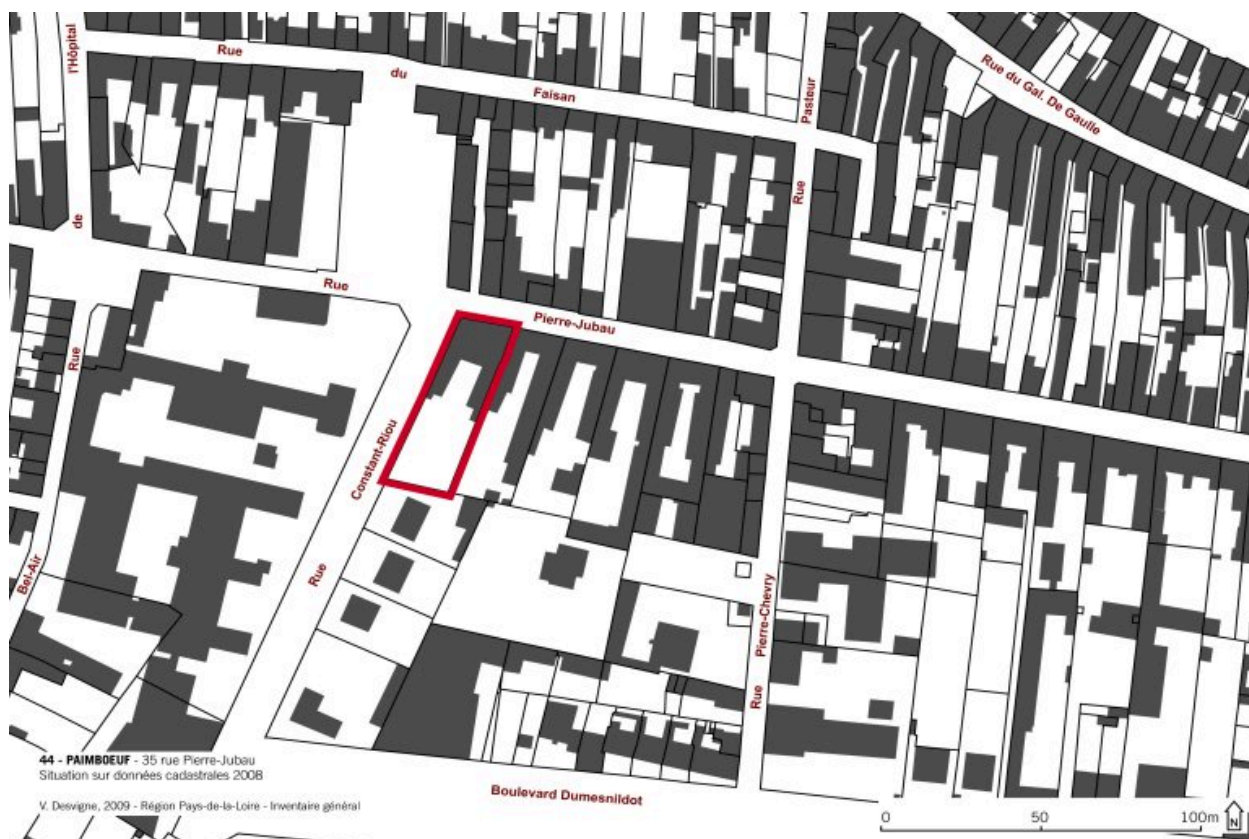 l'Hôpital
de
Rue
du
Faisan
Pasteur
Rue
Rue du Gal. De Gaulle
Rue
Pierre-Jubau
Rue
Bel-Air
Constant-Riou
Rue
Pierre-Chevry
Rue
Boulevard Dumesnildot
44 - PAIMBOEUF - 35 rue Pierre-Jubau
Situation sur données cadastrales 2008
V. Desvigne, 2009 - Région Pays-de-la-Loire - Inventaire général
0 50 100m
N